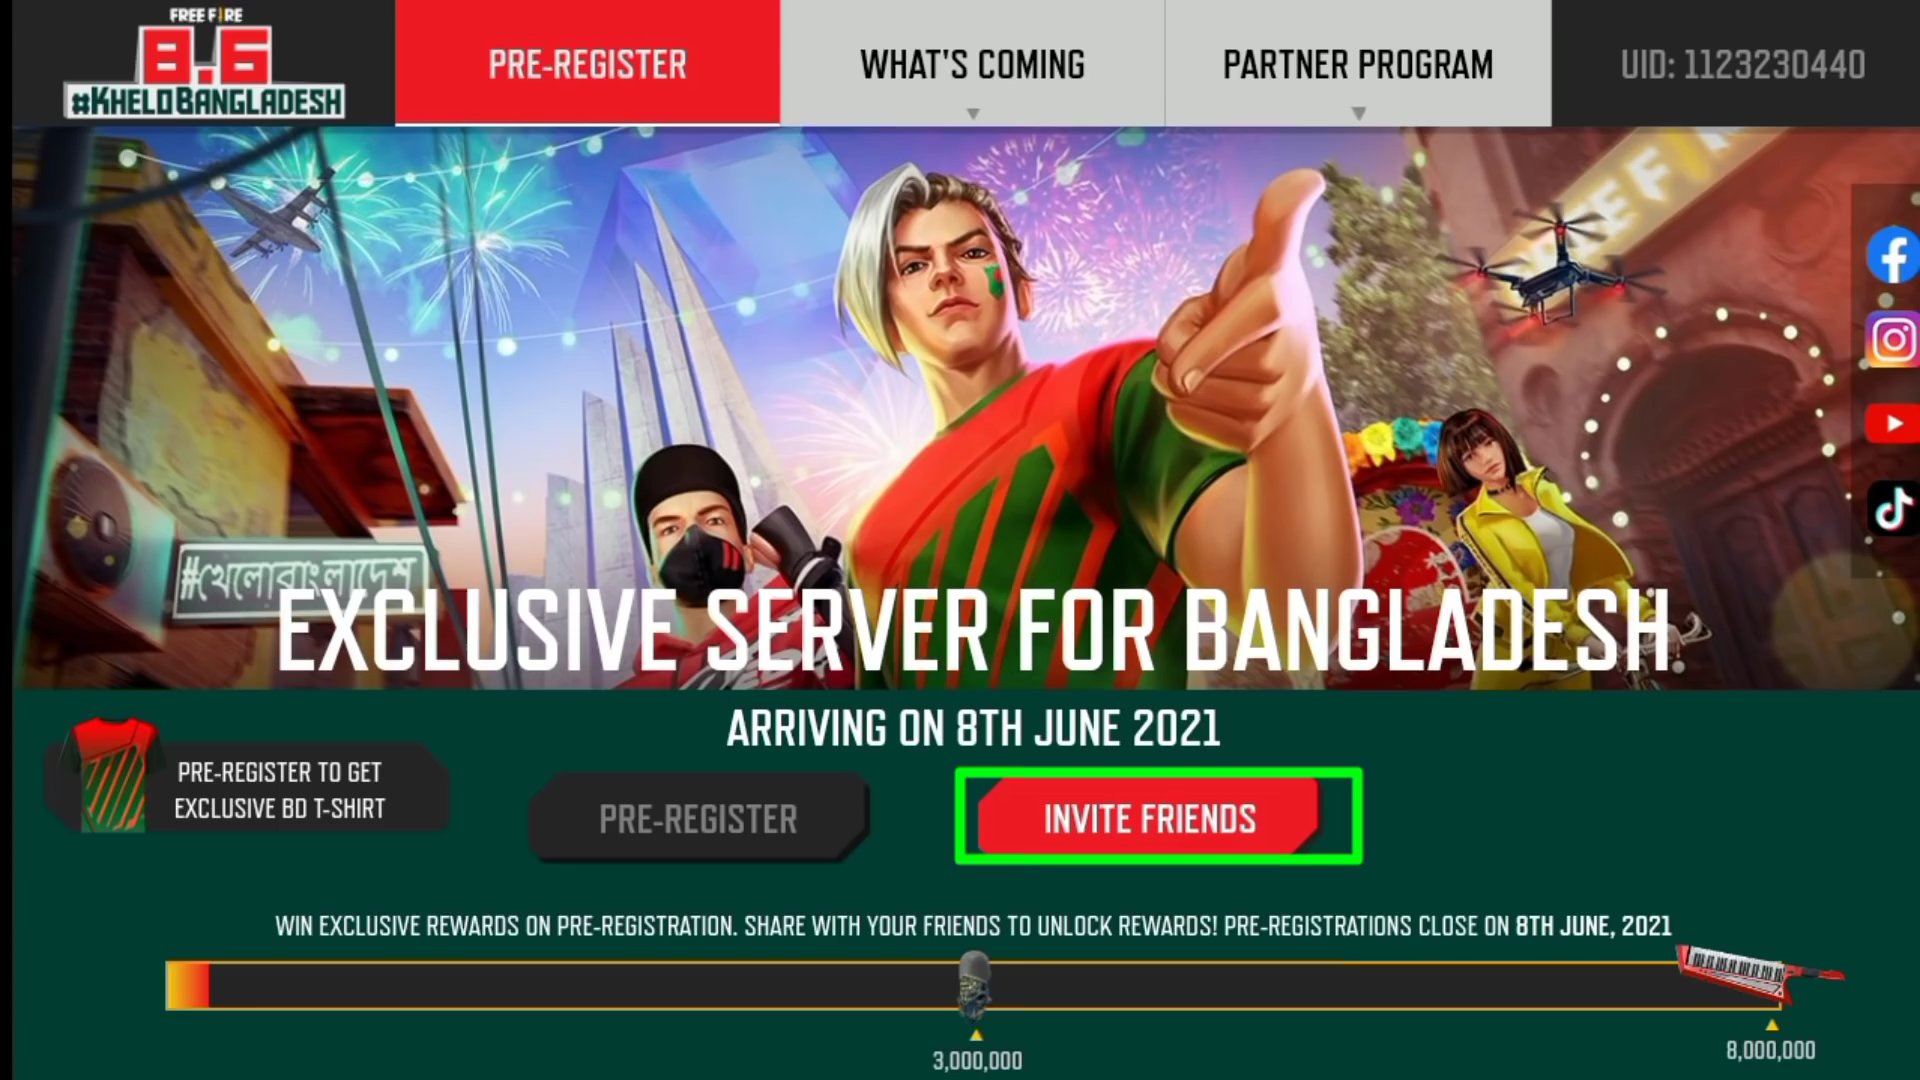 FREE FIRE
8.6
#KHELOBANGLADESH
PRE-REGISTER
WHAT'S COMING
PARTNER PROGRAM
UID: 1123230440
#খেলোবাংলাদেশ
EXCLUSIVE SERVER FOR BANGLADESH
ARRIVING ON 8TH JUNE 2021
PRE-REGISTER TO GET
EXCLUSIVE BD T-SHIRT
PRE-REGISTER
INVITE FRIENDS
WIN EXCLUSIVE REWARDS ON PRE-REGISTRATION. SHARE WITH YOUR FRIENDS TO UNLOCK REWARDS! PRE-REGISTRATIONS CLOSE ON 8TH JUNE, 2021
3,000,000
8,000,000